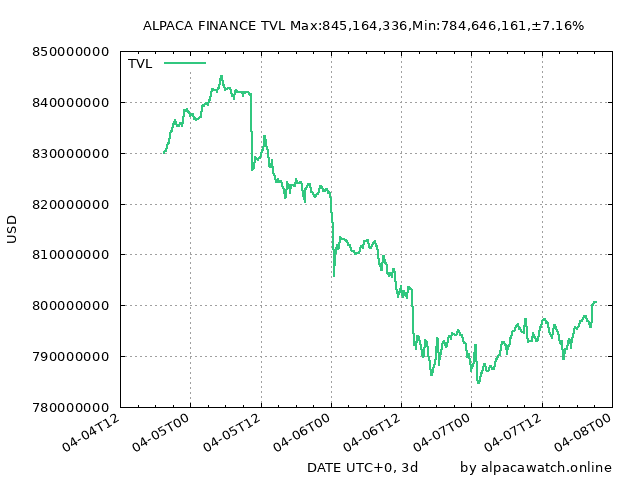 ALPACA FINANCE TVL Max:845,164,336,Min:784,646,161,±7.16%
850000000
TVL
840000000
830000000
820000000
810000000
800000000
790000000
780000000
USD
04-04T12
04-05T00
04-05T12
04-06T00
04-06T12
04-07T00
04-07T12
04-08T00
DATE UTC+0, 3d
by alpacawatch.online